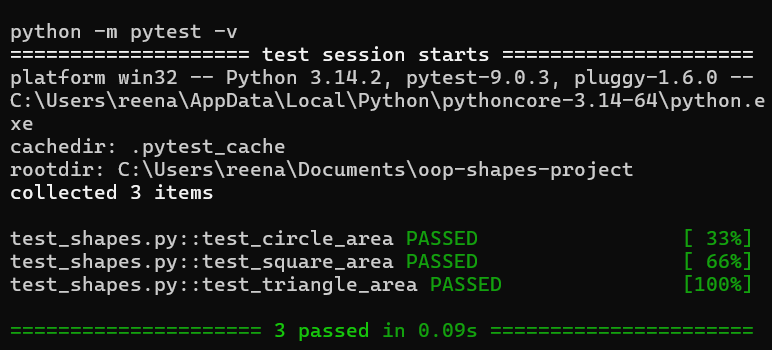 python -m pytest -v
==================== test session starts =====================
platform win32 -- Python 3.14.2, pytest-9.0.3, pluggy-1.6.0 --
C:\Users\reena\AppData\Local\Python\pythoncore-3.14-64\python.e
xe
cachedir: .pytest_cache
rootdir: C:\Users\reena\Documents\oop-shapes-project
collected 3 items

test_shapes.py::test_circle_area PASSED                 [ 33%]
test_shapes.py::test_square_area PASSED                 [ 66%]
test_shapes.py::test_triangle_area PASSED               [100%]

===================== 3 passed in 0.09s ======================